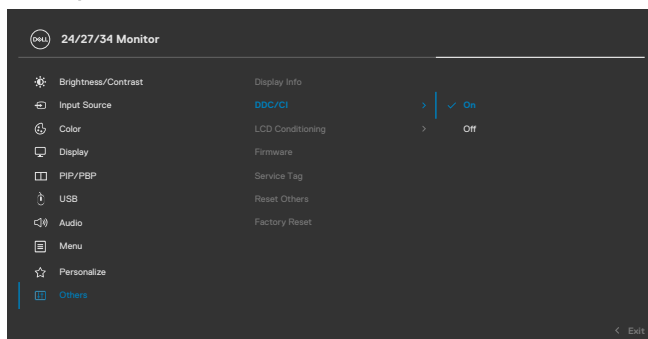 DELL 24/27/34 Monitor
Brightness/Contrast Display Info
Input Source DDC/CI > ✓ On
Color LCD Conditioning > Off
Display Firmware
PIP/PBP Service Tag
USB Reset Others
Audio Factory Reset
Menu
Personalize
Others
< Exit